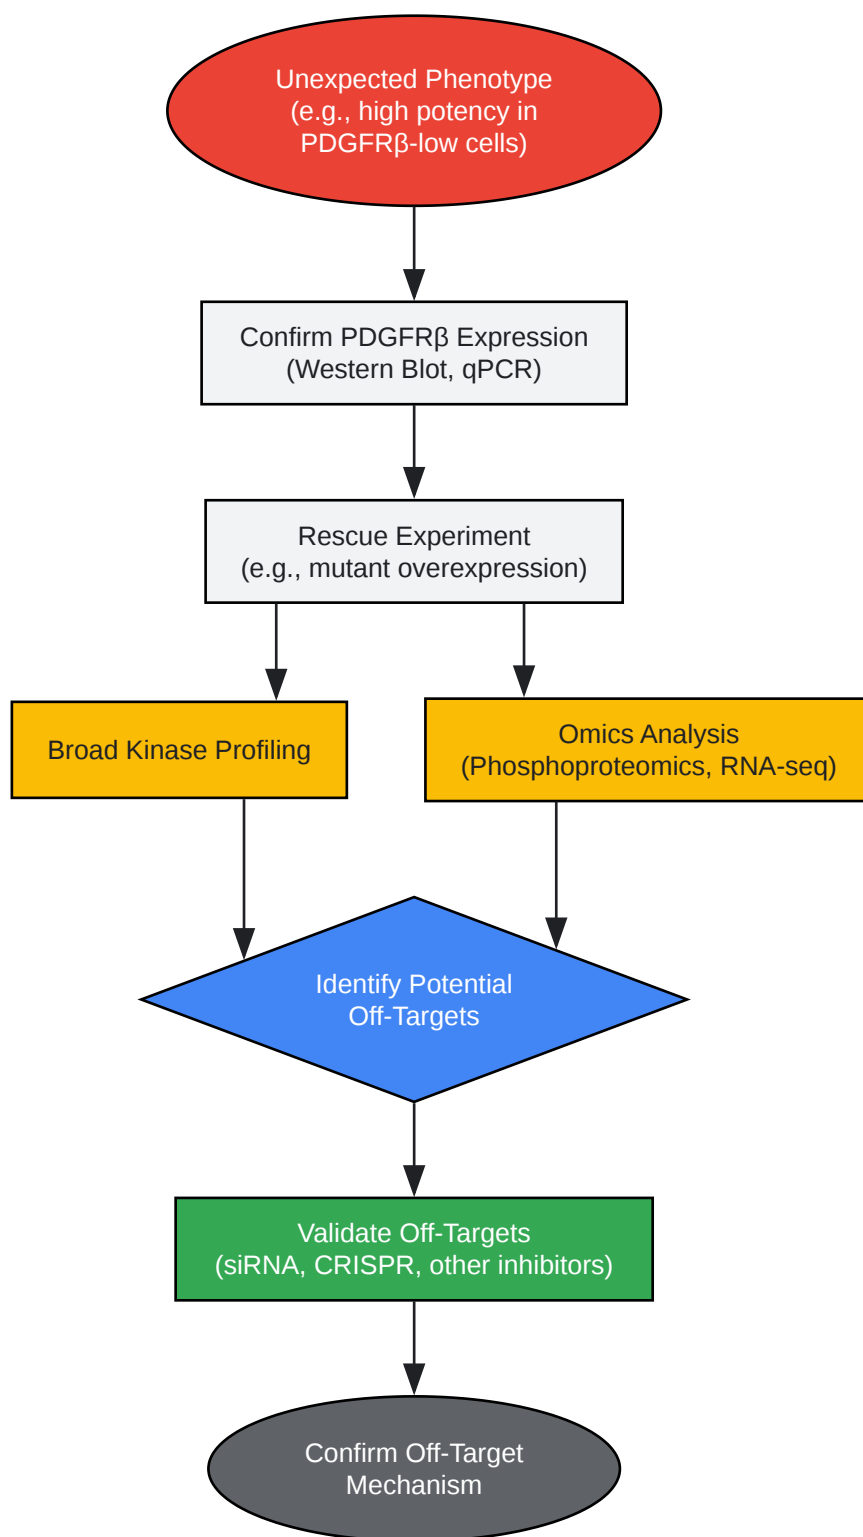 Unexpected Phenotype
(e.g., high potency in
PDGFRβ-low cells)
Confirm PDGFRβ Expression
(Western Blot, qPCR)
Rescue Experiment
(e.g., mutant overexpression)
Broad Kinase Profiling
Omics Analysis
(Phosphoproteomics, RNA-seq)
Identify Potential
Off-Targets
Validate Off-Targets
(siRNA, CRISPR, other inhibitors)
Confirm Off-Target
Mechanism